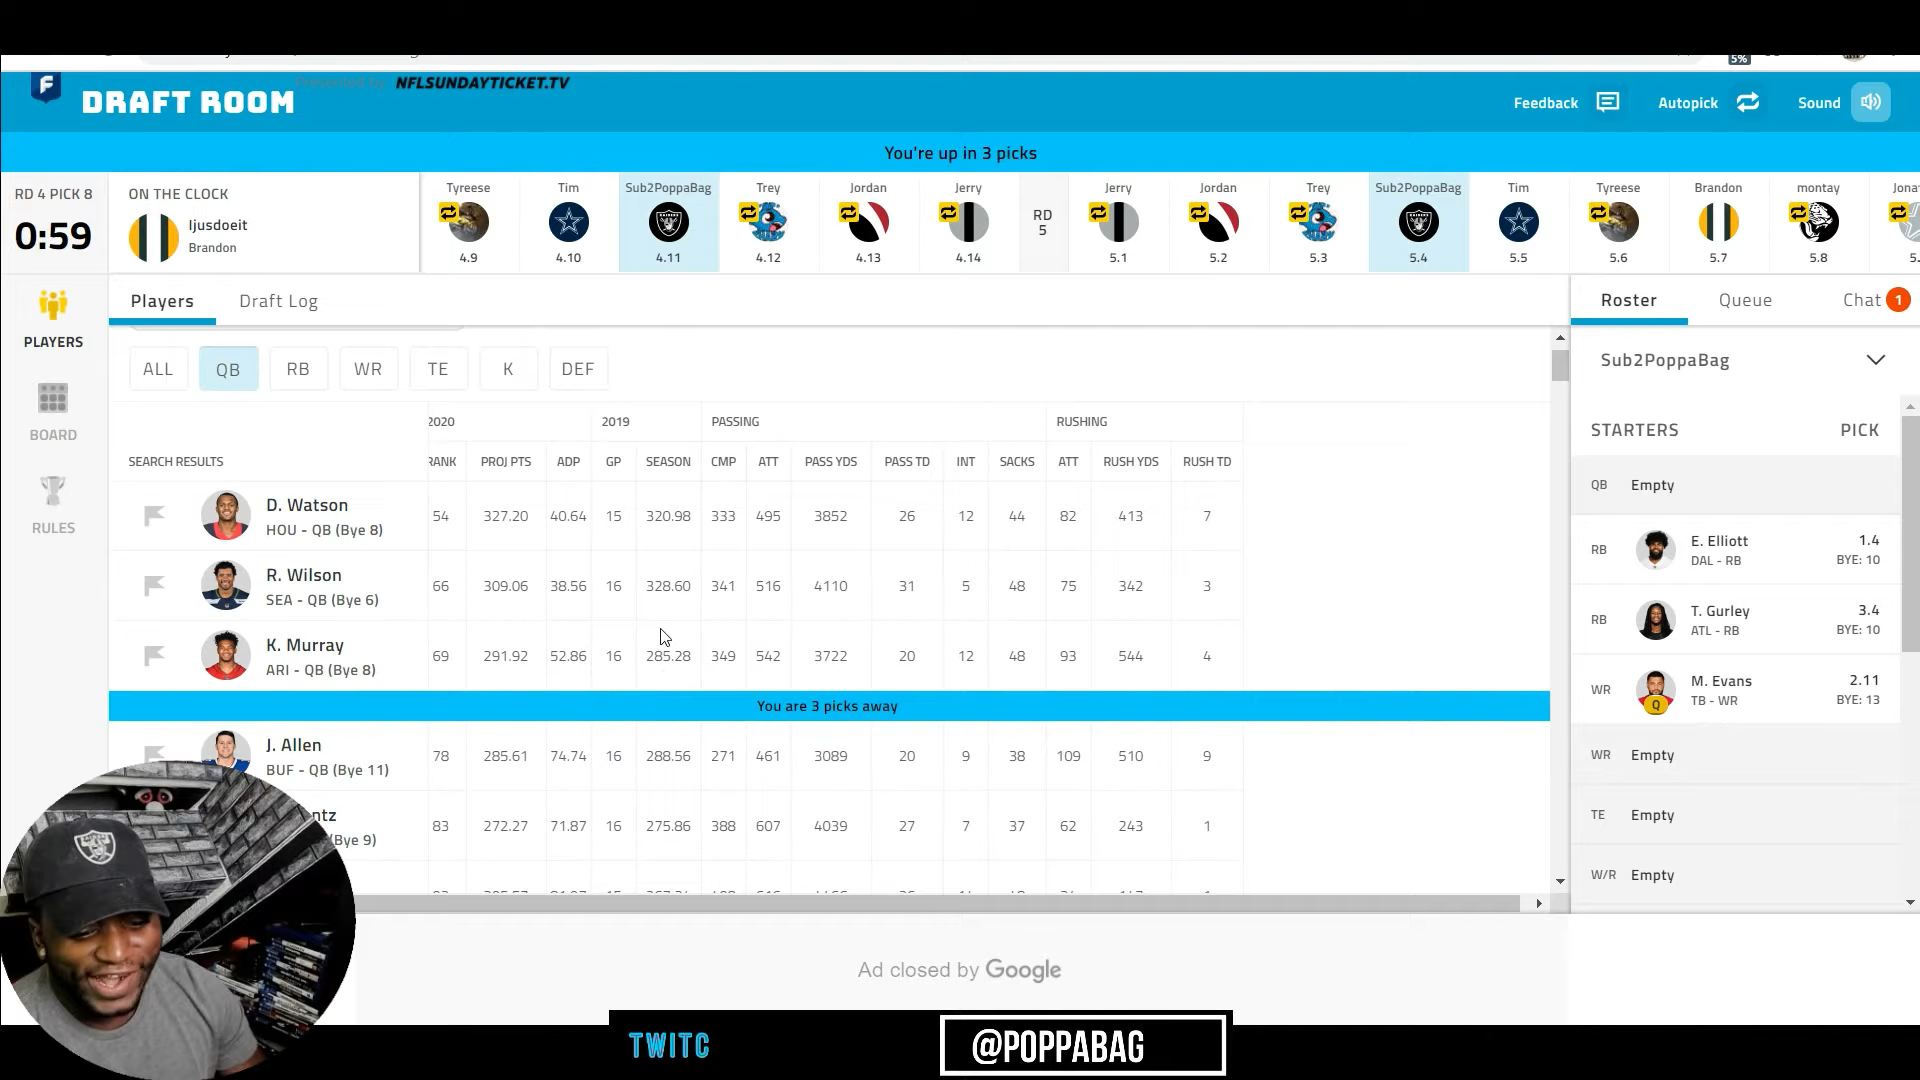 5%
Presented by NFLSUNDAYTICKET.TV
F DRAFT ROOM
Feedback Autopick Sound
You're up in 3 picks
RD 4 PICK 8
0:59
ON THE CLOCK
Ijusdoeit
Brandon
Tyreese Tim Sub2PoppaBag Trey Jordan Jerry RD 5 Jerry Jordan Trey Sub2PoppaBag Tim Tyreese Brandon montay
4.9 4.10 4.11 4.12 4.13 4.14 5.1 5.2 5.3 5.4 5.5 5.6 5.7 5.8
PLAYERS
BOARD
RULES
Players Draft Log
ALL QB RB WR TE K DEF
2020 2019 PASSING RUSHING
SEARCH RESULTS RANK PROJ PTS ADP GP SEASON CMP ATT PASS YDS PASS TD INT SACKS ATT RUSH YDS RUSH TD
D. Watson
HOU - QB (Bye 8)
54 327.20 40.64 15 320.98 333 495 3852 26 12 44 82 413 7
R. Wilson
SEA - QB (Bye 6)
66 309.06 38.56 16 328.60 341 516 4110 31 5 48 75 342 3
K. Murray
ARI - QB (Bye 8)
69 291.92 52.86 16 285.28 349 542 3722 20 12 48 93 544 4
You are 3 picks away
J. Allen
BUF - QB (Bye 11)
78 285.61 74.74 16 288.56 271 461 3089 20 9 38 109 510 9
ntz
(Bye 9)
83 272.27 71.87 16 275.86 388 607 4039 27 7 37 62 243 1
Roster Queue Chat 1
Sub2PoppaBag
STARTERS PICK
QB Empty
RB E. Elliott 1.4
DAL - RB BYE: 10
RB T. Gurley 3.4
ATL - RB BYE: 10
WR M. Evans 2.11
Q TB - WR BYE: 13
WR Empty
TE Empty
W/R Empty
Ad closed by Google
TWITC @POPPABAG